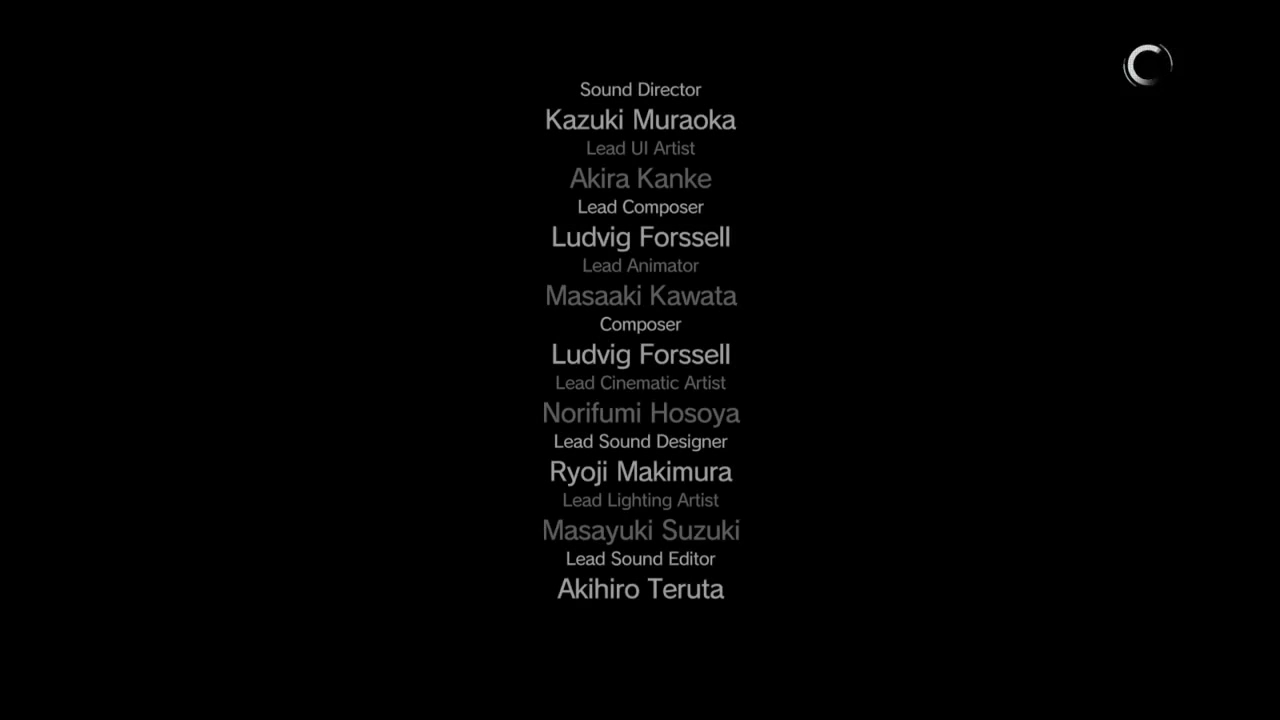 Sound Director
Kazuki Muraoka
Lead UI Artist
Akira Kanke
Lead Composer
Ludvig Forssell
Lead Animator
Masaaki Kawata
Composer
Ludvig Forssell
Lead Cinematic Artist
Norifumi Hosoya
Lead Sound Designer
Ryoji Makimura
Lead Lighting Artist
Masayuki Suzuki
Lead Sound Editor
Akihiro Teruta